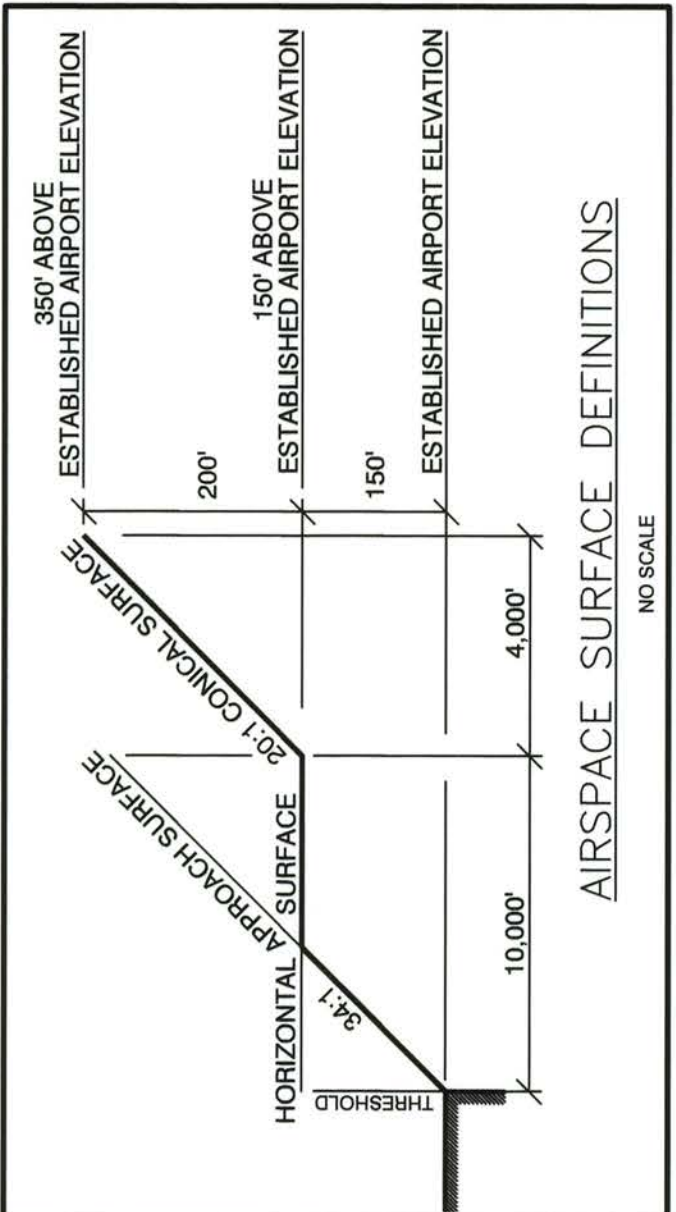 350' ABOVE
ESTABLISHED AIRPORT ELEVATION
150' ABOVE
ESTABLISHED AIRPORT ELEVATION
ESTABLISHED AIRPORT ELEVATION
200'
150'
20:1 CONICAL SURFACE
APPROACH SURFACE
34:1
HORIZONTAL SURFACE
THRESHOLD
10,000'
4,000'
AIRSPACE SURFACE DEFINITIONS
NO SCALE